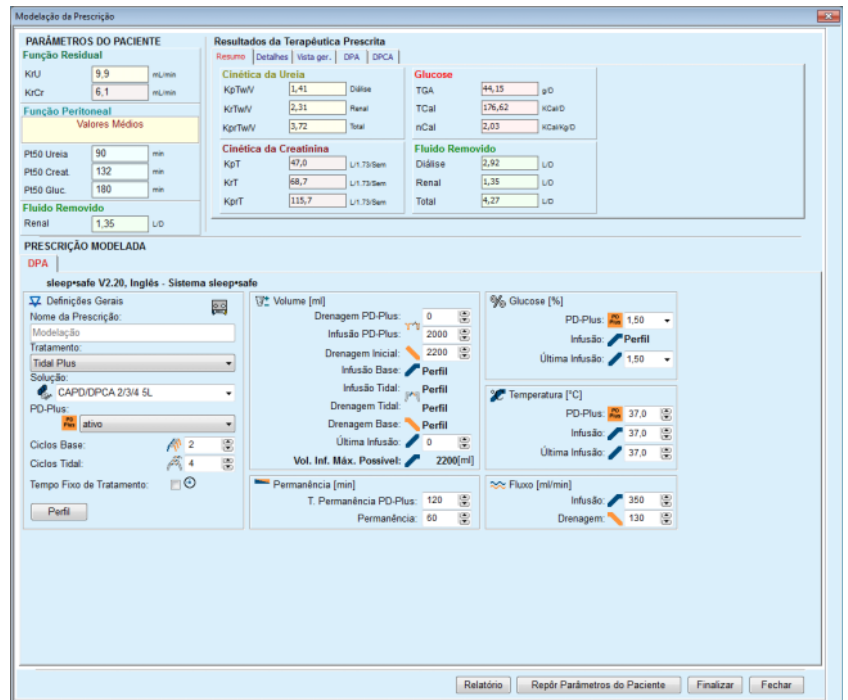 Modelação da Prescrição
PARÂMETROS DO PACIENTE
Função Residual
KrU 9,9 mL/min
KrCr 6,1 mL/min
Função Peritoneal
Valores Médios
Pt50 Ureia 90 min
Pt50 Creat. 132 min
Pt50 Gluc. 180 min
Fluido Removido
Renal 1,35 L/D
Resultados da Terapêutica Prescrita
Resumo Detalhes Vista ger. DPA DPCA
Cinética da Ureia
KpTw/V 1,41 Diálise
KrTw/V 2,31 Renal
KprTw/V 3,72 Total
Glucose
TGA 44,15 g/D
TCal 176,62 KCal/D
nCal 2,03 KCal/Kg/D
Cinética da Creatinina
KpT 47,0 L/1.73/Sem
KrT 68,7 L/1.73/Sem
KprT 115,7 L/1.73/Sem
Fluido Removido
Diálise 2,92 L/D
Renal 1,35 L/D
Total 4,27 L/D
PRESCRIÇÃO MODELADA
DPA
sleep•safe V2.20, Inglês - Sistema sleep•safe
Definições Gerais
Nome da Prescrição:
Modelação
Tratamento:
Tidal Plus
Solução:
CAPD/DPCA 2/3/4 5L
PD-Plus:
PD Plus ativo
Ciclos Base: 2
Ciclos Tidal: 4
Tempo Fixo de Tratamento:
Perfil
Volume [ml]
Drenagem PD-Plus: 0
Infusão PD-Plus: 2000
Drenagem Inicial: 2200
Infusão Base: Perfil
Infusão Tidal: Perfil
Drenagem Tidal: Perfil
Drenagem Base: Perfil
Última Infusão: 0
Vol. Inf. Máx. Possível: 2200[ml]
Permanência [min]
T. Permanência PD-Plus: 120
Permanência: 60
% Glucose [%]
PD-Plus: PD Plus 1,50
Infusão: Perfil
Última Infusão: 1,50
Temperatura [°C]
PD-Plus: PD Plus 37,0
Infusão: 37,0
Última Infusão: 37,0
Fluxo [ml/min]
Infusão: 350
Drenagem: 130
Relatório Repôr Parâmetros do Paciente Finalizar Fechar